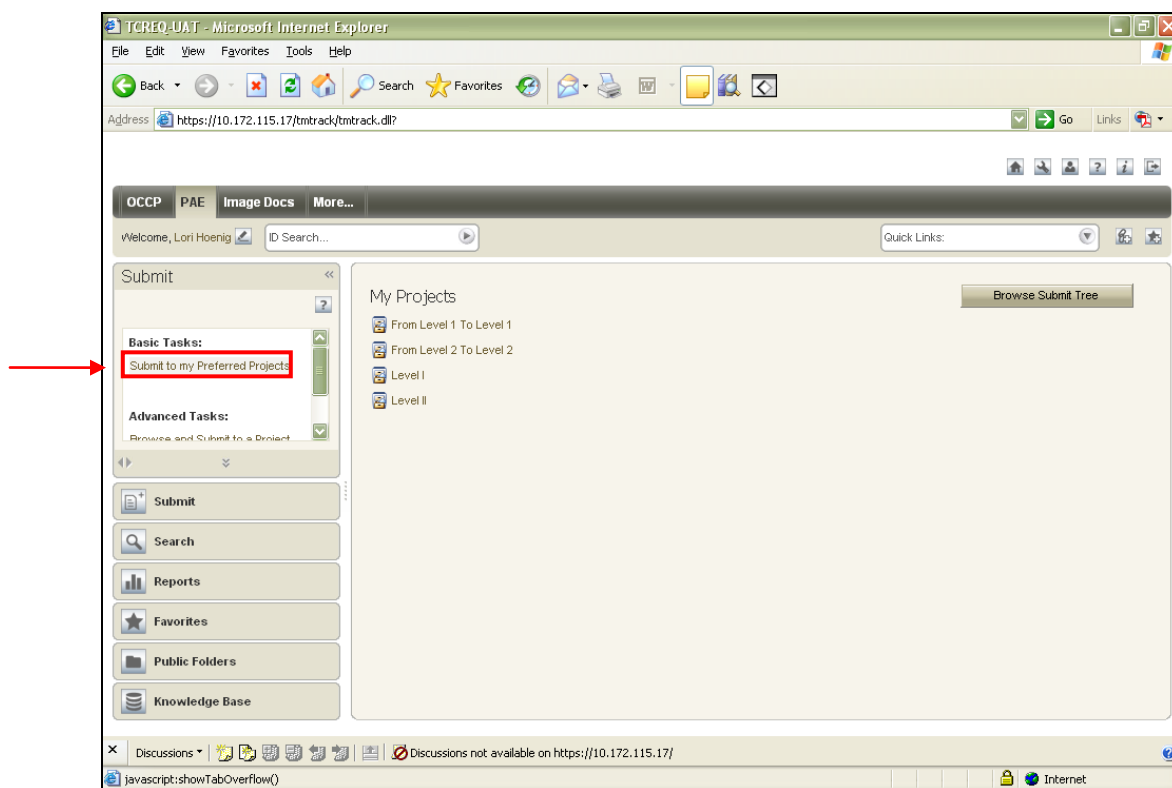 TCREQ-UAT - Microsoft Internet Explorer
File Edit View Favorites Tools Help
Back Search Favorites
Address https://10.172.115.17/tmtrack/tmtrack.dll? Go Links
OCCP PAE Image Docs More...
Welcome, Lori Hoenig ID Search... Quick Links:
Submit
My Projects
Browse Submit Tree
From Level 1 To Level 1
From Level 2 To Level 2
Level I
Level II
Basic Tasks:
Submit to my Preferred Projects
Advanced Tasks:
Browse and Submit to a Project
Submit
Search
Reports
Favorites
Public Folders
Knowledge Base
Discussions Discussions not available on https://10.172.115.17/
javascript:showTabOverflow() Internet